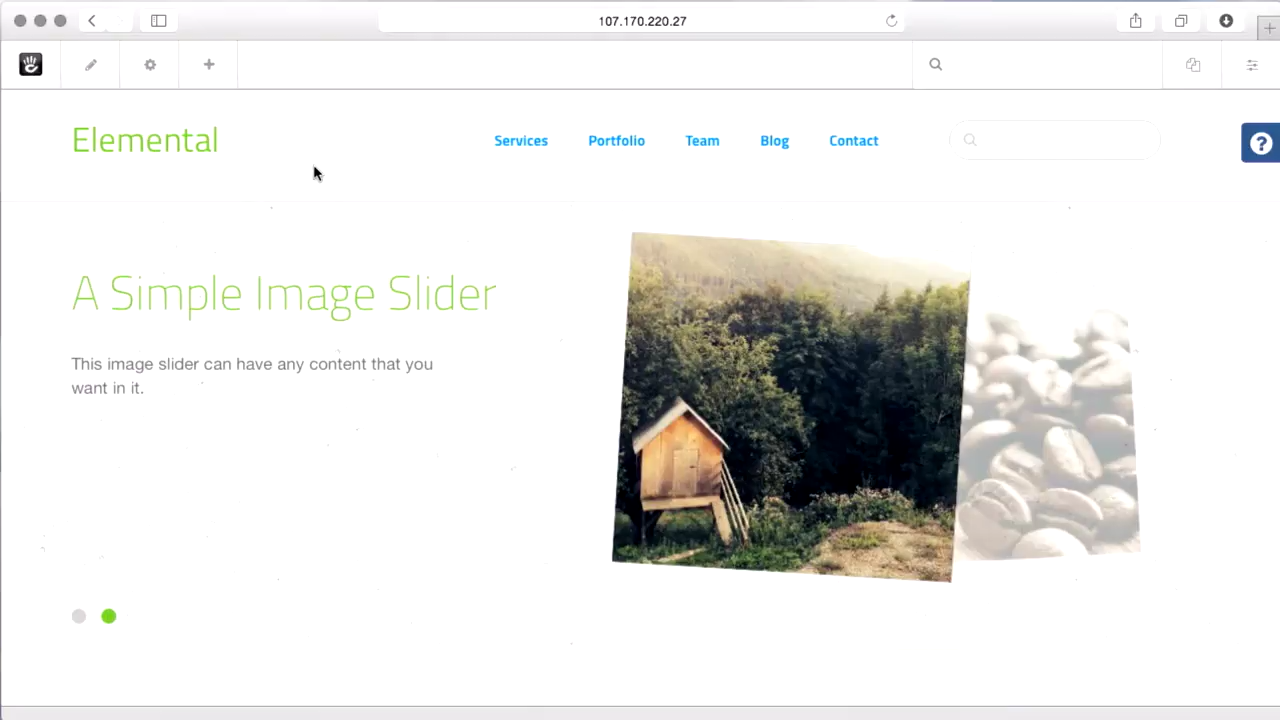 107.170.220.27
Elemental
Services Portfolio Team Blog Contact
A Simple Image Slider
This image slider can have any content that you
want in it.